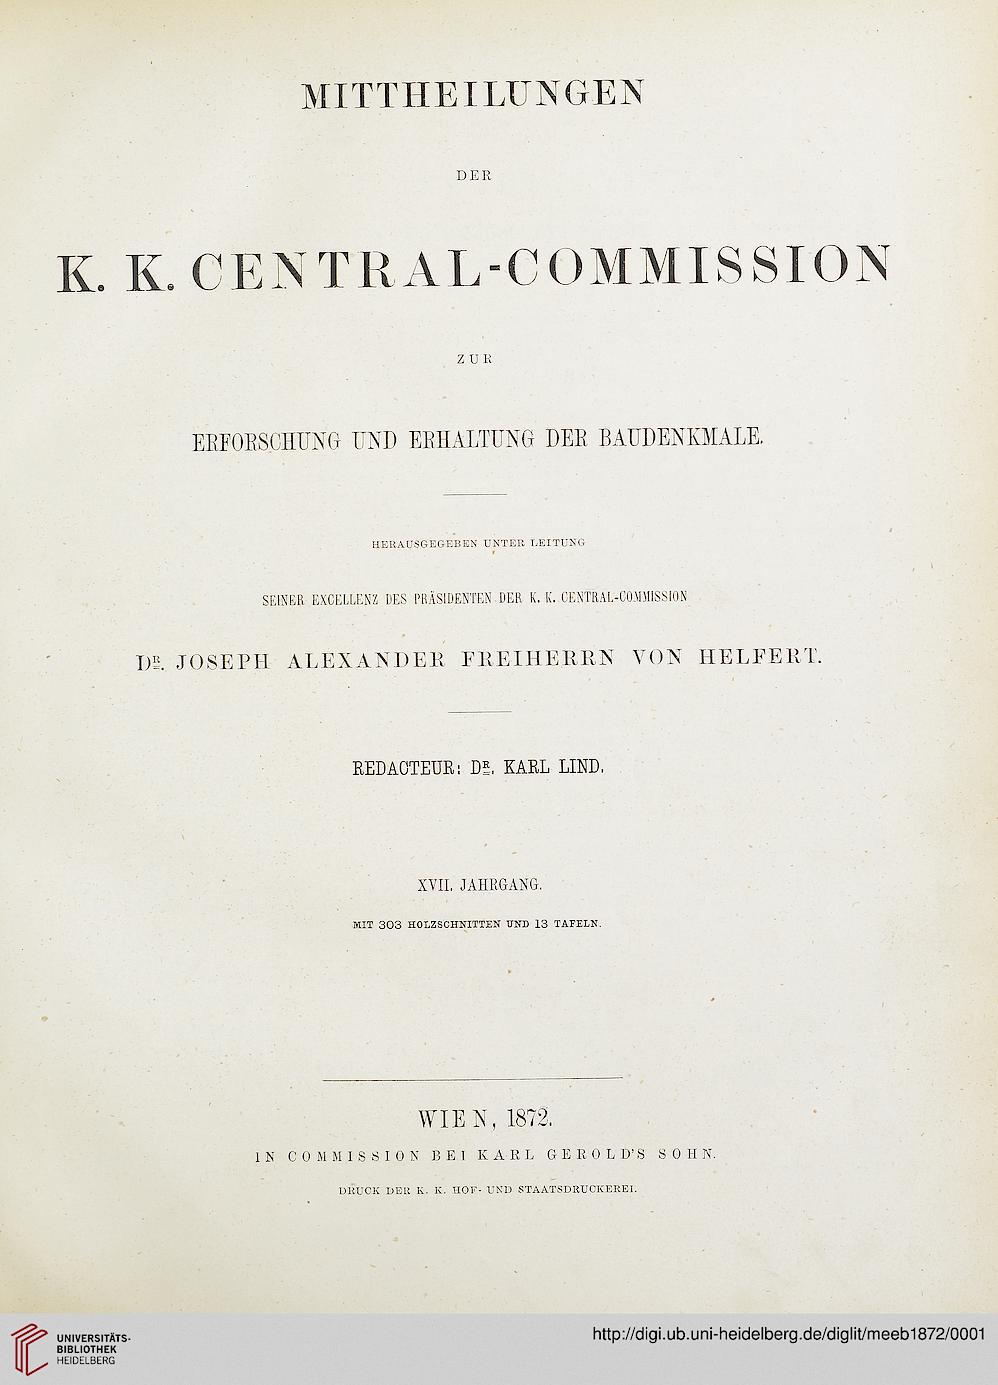 MITTHEILUNGEN
DER
K. K. CENTRAL-COMMISSION
ZUR
ERFORSCHUNG UND ERHALTUNG DER BAUDENKMALE.
HERAUSGEGEBEN UNTER LEITUNG
SEINER EXCELLENZ DES PRÄSIDENTEN DER K. K. CENTRAL-COMMISSION
DR. JOSEPH ALEXANDER FREIHERRN VON HELFERT.
REDACTEUR: DR. KARL LIND.
XVII. JAHRGANG.
MIT 303 HOLZSCHNITTEN UND 13 TAFELN.
WIEN, 1872.
IN COMMISSION BEI KARL GEROLD'S SOHN.
DRUCK DER K. K. HOF- UND STAATSDRUCKEREI.
UNIVERSITÄTS-
BIBLIOTHEK
HEIDELBERG
http://digi.ub.uni-heidelberg.de/diglit/meeb1872/0001